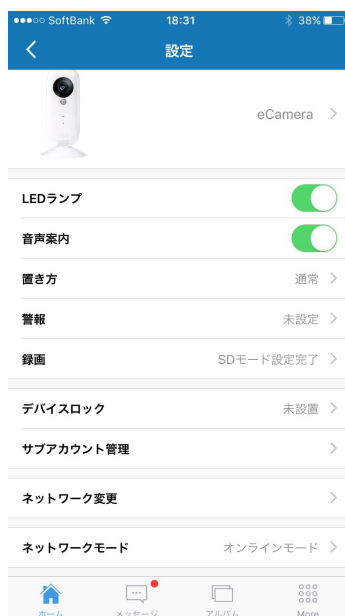 SoftBank 18:31 38%
設定
eCamera
LEDランプ
音声案内
置き方 通常
警報 未設定
録画 SDモード設定完了
デバイスロック 未設置
サブアカウント管理
ネットワーク変更
ネットワークモード オンラインモード
ホーム メッセージ アルバム More